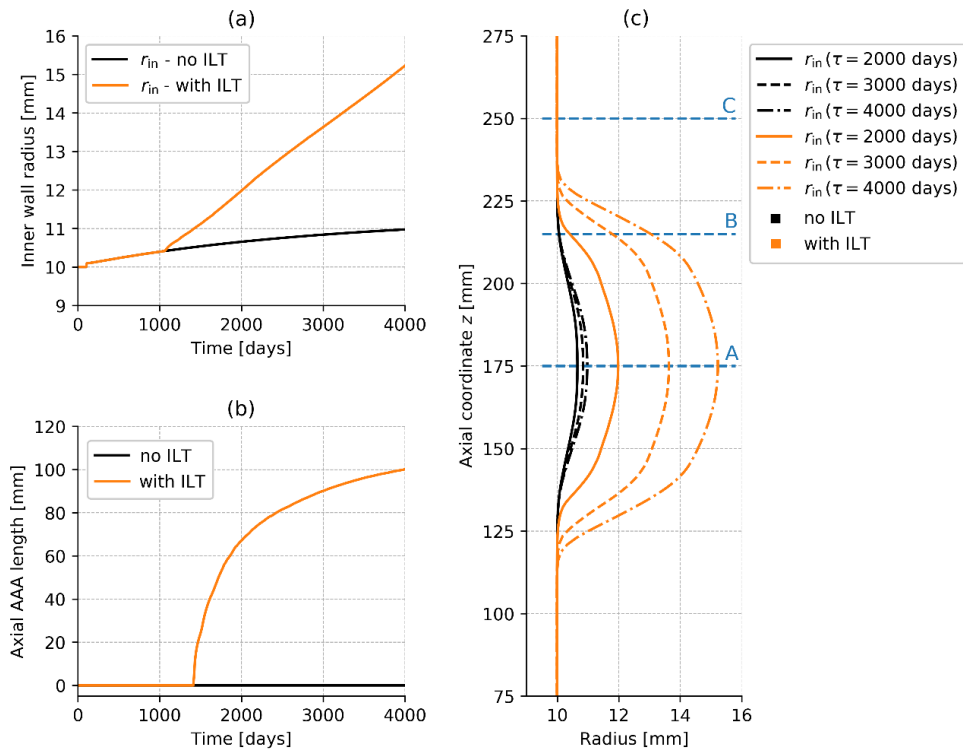 (a)
Inner wall radius [mm]
16
15
14
13
12
11
10
9
r_in - no ILT
r_in - with ILT
0
1000
2000
3000
4000
Time [days]
(b)
Axial AAA length [mm]
120
100
80
60
40
20
0
no ILT
with ILT
0
1000
2000
3000
4000
Time [days]
(c)
Axial coordinate z [mm]
275
250
225
200
175
150
125
100
75
C
B
A
10
12
14
16
Radius [mm]
r_in (τ = 2000 days)
r_in (τ = 3000 days)
r_in (τ = 4000 days)
r_in (τ = 2000 days)
r_in (τ = 3000 days)
r_in (τ = 4000 days)
no ILT
with ILT